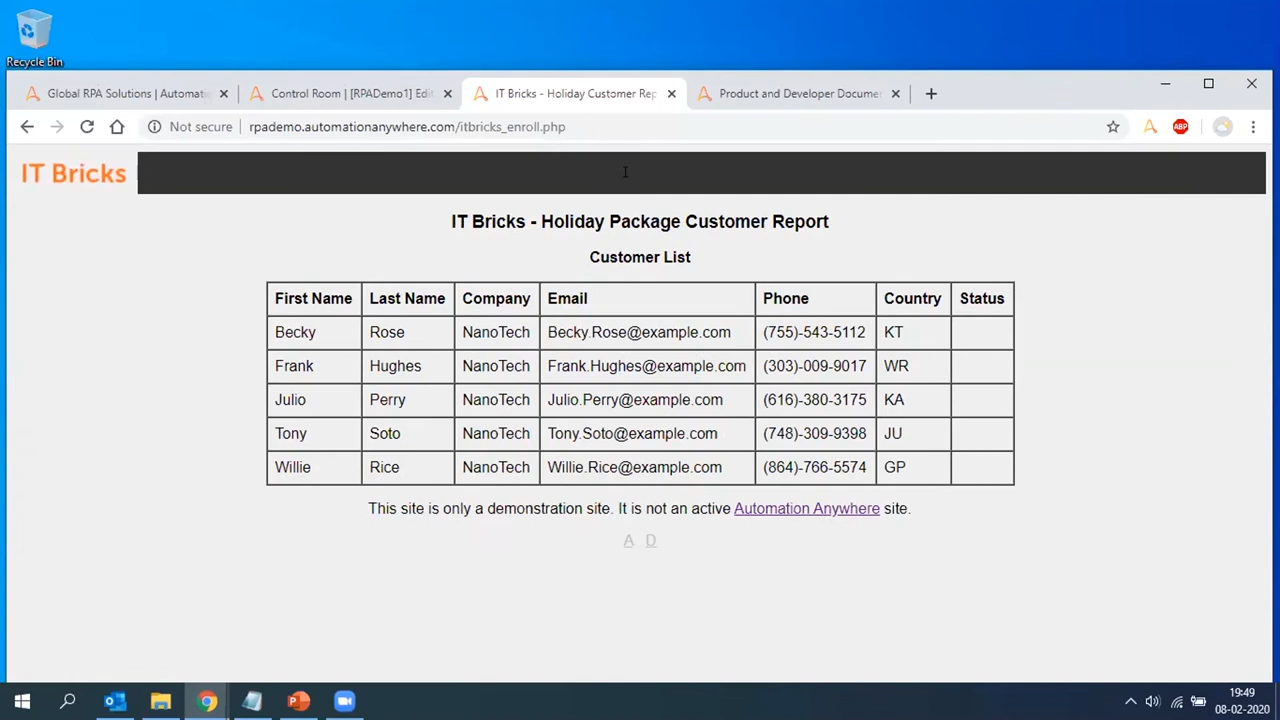 Recycle Bin
Global RPA Solutions | Automati
Control Room | [RPADemo1] Edit
IT Bricks - Holiday Customer Rep
Product and Developer Docume
Not secure
rpademo.automationanywhere.com/itbricks_enroll.php
ABP
IT Bricks
IT Bricks - Holiday Package Customer Report
Customer List
First Name Last Name Company Email Phone Country Status
Becky Rose NanoTech Becky.Rose@example.com (755)-543-5112 KT
Frank Hughes NanoTech Frank.Hughes@example.com (303)-009-9017 WR
Julio Perry NanoTech Julio.Perry@example.com (616)-380-3175 KA
Tony Soto NanoTech Tony.Soto@example.com (748)-309-9398 JU
Willie Rice NanoTech Willie.Rice@example.com (864)-766-5574 GP
This site is only a demonstration site. It is not an active Automation Anywhere site.
A D
19:49
08-02-2020